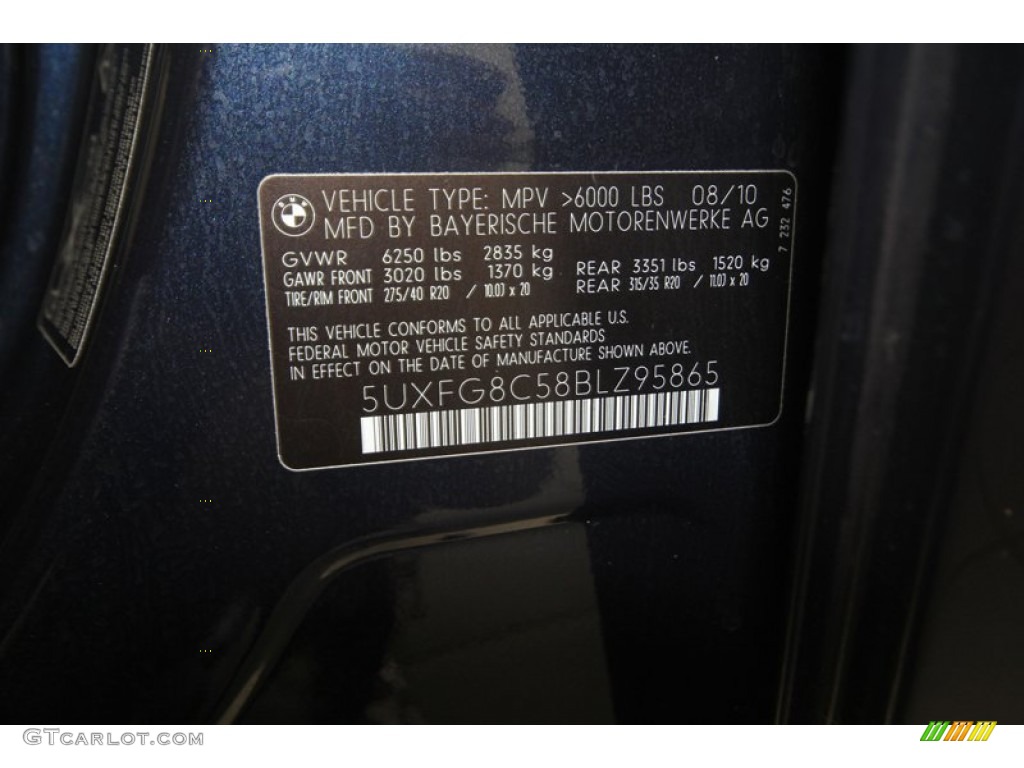 VEHICLE TYPE: MPV >6000 LBS 08/10
MFD BY BAYERISCHE MOTORENWERKE AG
7 232 476
GVWR 6250 lbs 2835 kg
GAWR FRONT 3020 lbs 1370 kg REAR 3351 lbs 1520 kg
TIRE/RIM FRONT 275/40 R20 / 10.0J x 20 REAR 315/35 R20 / 11.0J x 20
THIS VEHICLE CONFORMS TO ALL APPLICABLE U.S.
FEDERAL MOTOR VEHICLE SAFETY STANDARDS
IN EFFECT ON THE DATE OF MANUFACTURE SHOWN ABOVE.
5UXFG8C58BLZ95865
GTCarLot.com